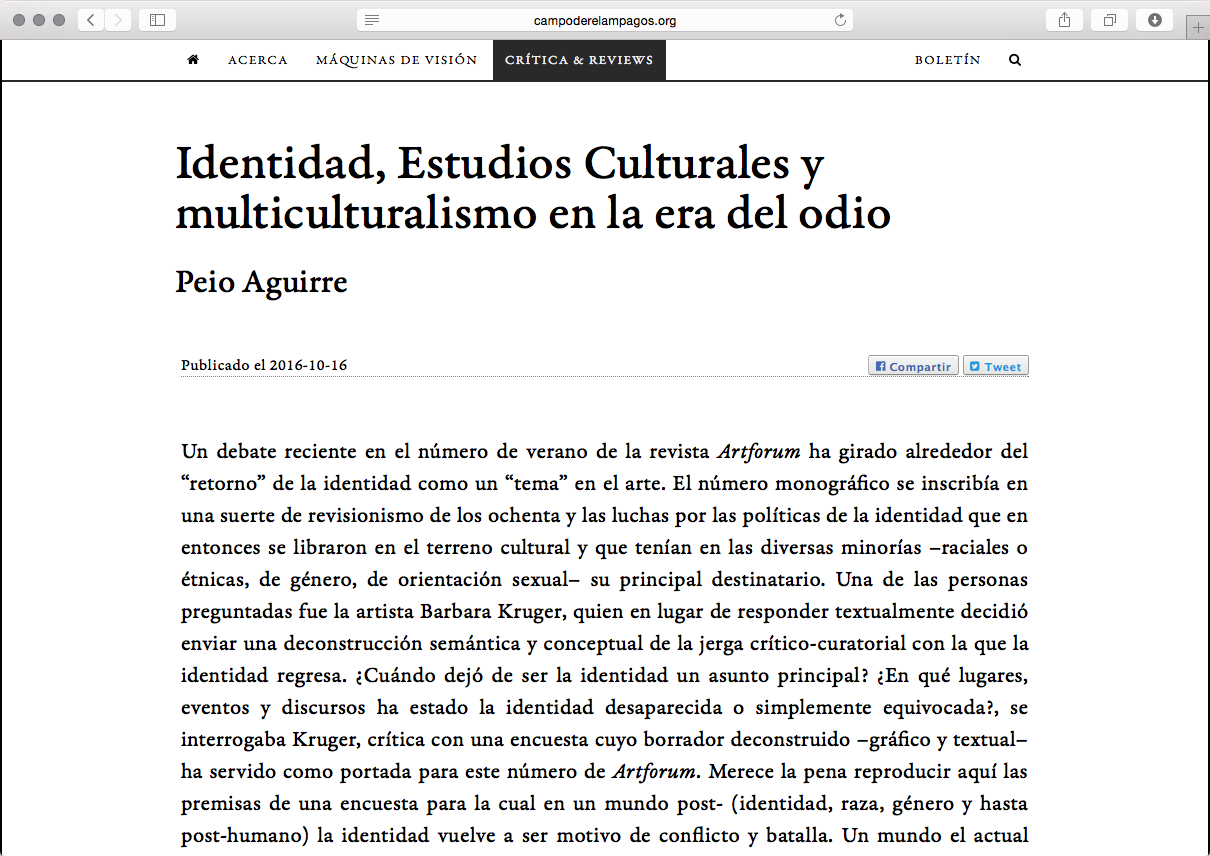 campoderelampagos.org
ACERCA MÁQUINAS DE VISIÓN CRÍTICA & REVIEWS BOLETÍN
Identidad, Estudios Culturales y
multiculturalismo en la era del odio
Peio Aguirre
Publicado el 2016-10-16 Compartir Tweet
Un debate reciente en el número de verano de la revista Artforum ha girado alrededor del
“retorno” de la identidad como un “tema” en el arte. El número monográfico se inscribía en
una suerte de revisionismo de los ochenta y las luchas por las políticas de la identidad que en
entonces se libraron en el terreno cultural y que tenían en las diversas minorías –raciales o
étnicas, de género, de orientación sexual– su principal destinatario. Una de las personas
preguntadas fue la artista Barbara Kruger, quien en lugar de responder textualmente decidió
enviar una deconstrucción semántica y conceptual de la jerga crítico-curatorial con la que la
identidad regresa. ¿Cuándo dejó de ser la identidad un asunto principal? ¿En qué lugares,
eventos y discursos ha estado la identidad desaparecida o simplemente equivocada?, se
interrogaba Kruger, crítica con una encuesta cuyo borrador deconstruido –gráfico y textual–
ha servido como portada para este número de Artforum. Merece la pena reproducir aquí las
premisas de una encuesta para la cual en un mundo post- (identidad, raza, género y hasta
post-humano) la identidad vuelve a ser motivo de conflicto y batalla. Un mundo el actual